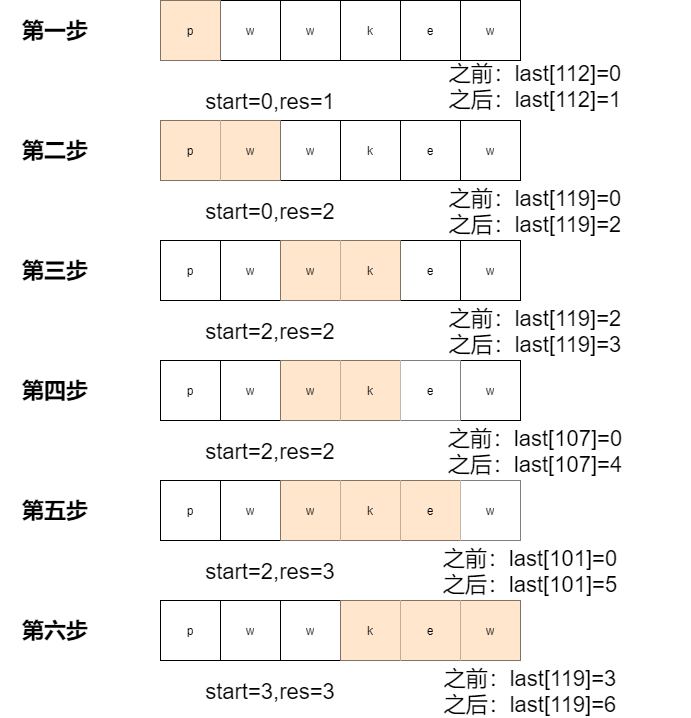 第一步 p w w k e w
之前：last[112]=0
start=0,res=1 之后：last[112]=1
第二步 p w w k e w
之前：last[119]=0
start=0,res=2 之后：last[119]=2
第三步 p w w k e w
之前：last[119]=2
start=2,res=2 之后：last[119]=3
第四步 p w w k e w
之前：last[107]=0
start=2,res=2 之后：last[107]=4
第五步 p w w k e w
之前：last[101]=0
start=2,res=3 之后：last[101]=5
第六步 p w w k e w
之前：last[119]=3
start=3,res=3 之后：last[119]=6